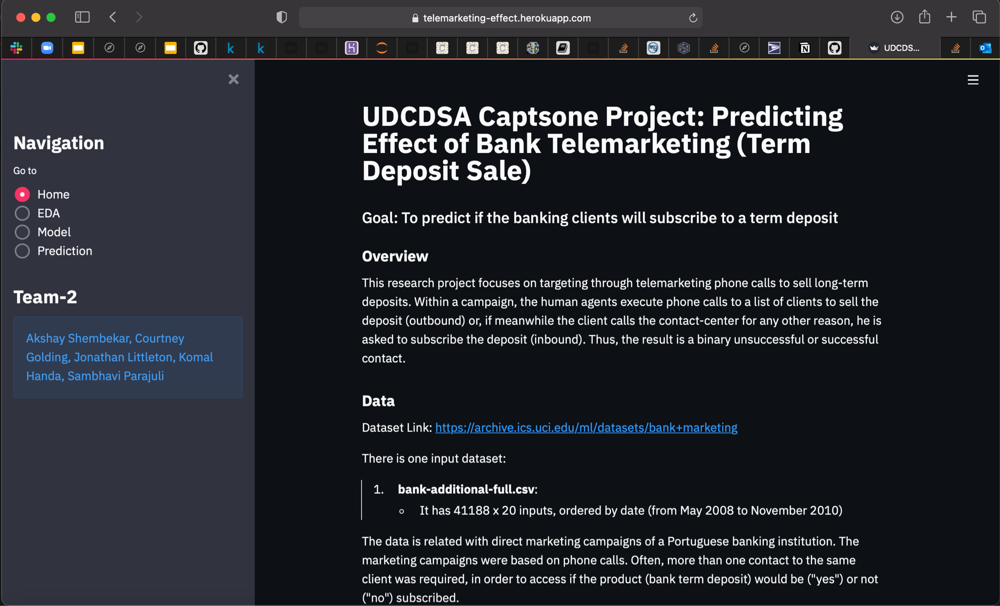 telemarketing-effect.herokuapp.com
k
k
my
UDCDS...
Navigation
Go to
Home
EDA
Model
Prediction
Team-2
Akshay Shembekar, Courtney
Golding, Jonathan Littleton, Komal
Handa, Sambhavi Parajuli
UDCDSA Captsone Project: Predicting
Effect of Bank Telemarketing (Term
Deposit Sale)
Goal: To predict if the banking clients will subscribe to a term deposit
Overview
This research project focuses on targeting through telemarketing phone calls to sell long-term
deposits. Within a campaign, the human agents execute phone calls to a list of clients to sell the
deposit (outbound) or, if meanwhile the client calls the contact-center for any other reason, he is
asked to subscribe the deposit (inbound). Thus, the result is a binary unsuccessful or successful
contact.
Data
Dataset Link: https://archive.ics.uci.edu/ml/datasets/bank+marketing
There is one input dataset:
1. bank-additional-full.csv:
It has 41188 x 20 inputs, ordered by date (from May 2008 to November 2010)
The data is related with direct marketing campaigns of a Portuguese banking institution. The
marketing campaigns were based on phone calls. Often, more than one contact to the same
client was required, in order to access if the product (bank term deposit) would be ("yes") or not
("no") subscribed.